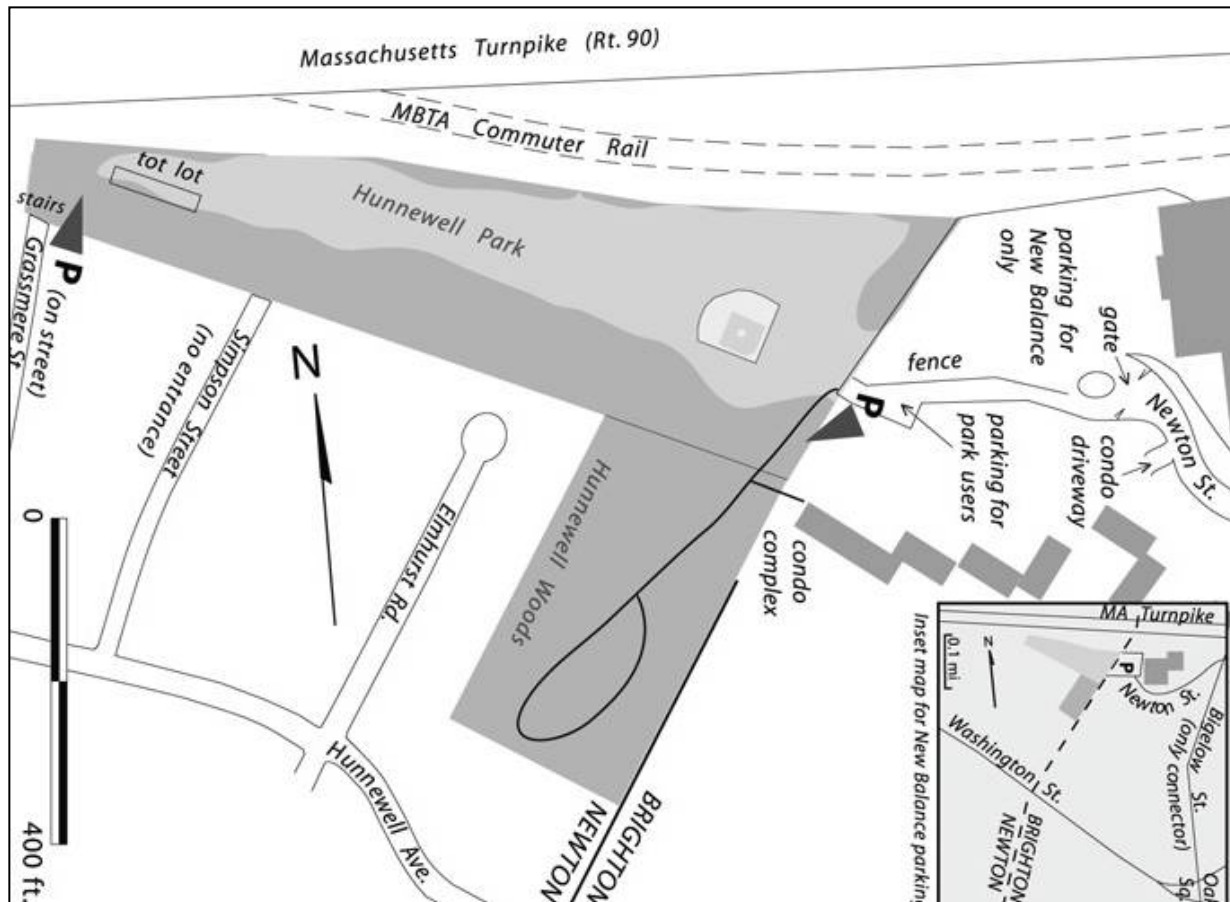 Massachusetts Turnpike (Rt. 90)
MBTA Commuter Rail
tot lot
stairs
Hunnewell Park
P
(on street)
Grassmere St.
Simpson Street
(no entrance)
N
Elmhurst Rd.
Hunnewell Woods
Hunnewell Ave.
parking for
New Balance
only
gate
fence
Newton St.
P
parking for
park users
condo
driveway
condo
complex
BRIGHTON
NEWTON
0
400 ft.
MA Turnpike
N
0.1 mi
P
Newton St.
(only connector)
Bigelow St.
Washington St.
BRIGHTON
NEWTON
Oak
Sq.
Inset map for New Balance parking